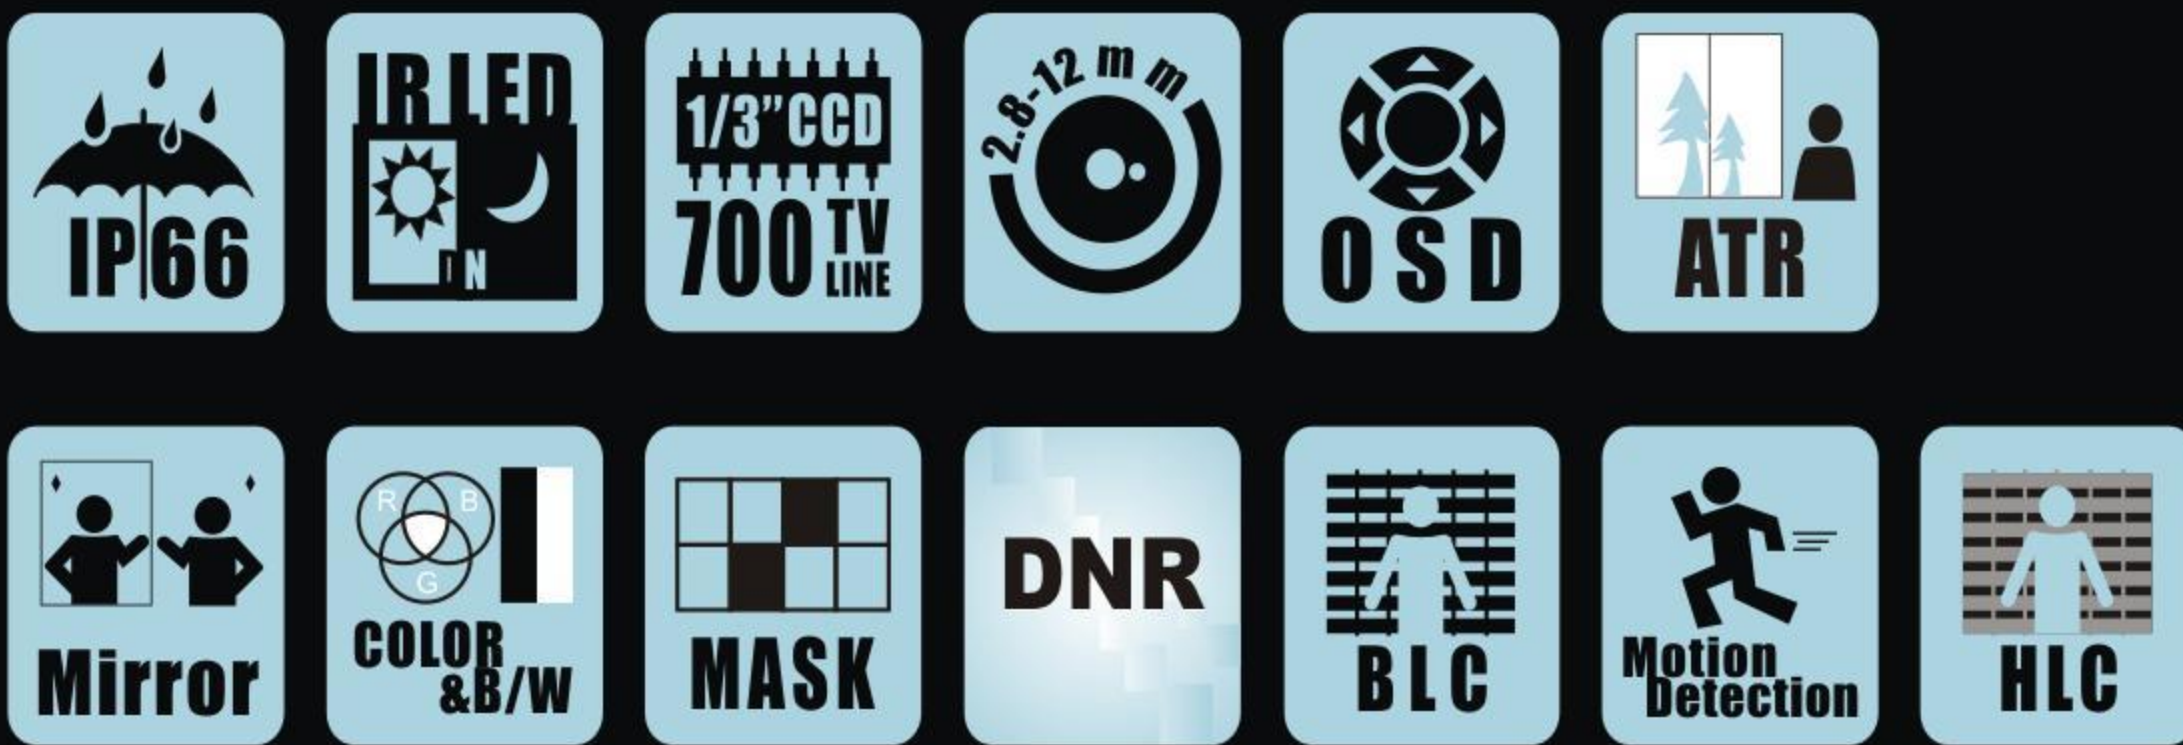 IP66
IR LED
DN
1/3”CCD
700 TV
LINE
2.8-12 mm
OSD
ATR
Mirror
R B
G
COLOR
&B/W
MASK
DNR
BLC
Motion
Detection
HLC